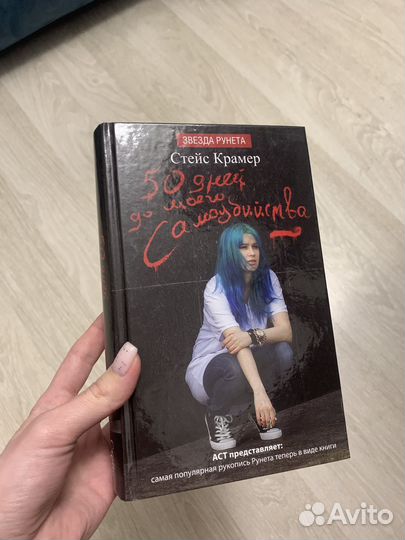 ЗВЕЗДА РУНЕТА
Стейс Крамер
50 дней
до моего
Самоубийства
АСТ представляет:
самая популярная рукопись Рунета теперь в виде книги
Avito